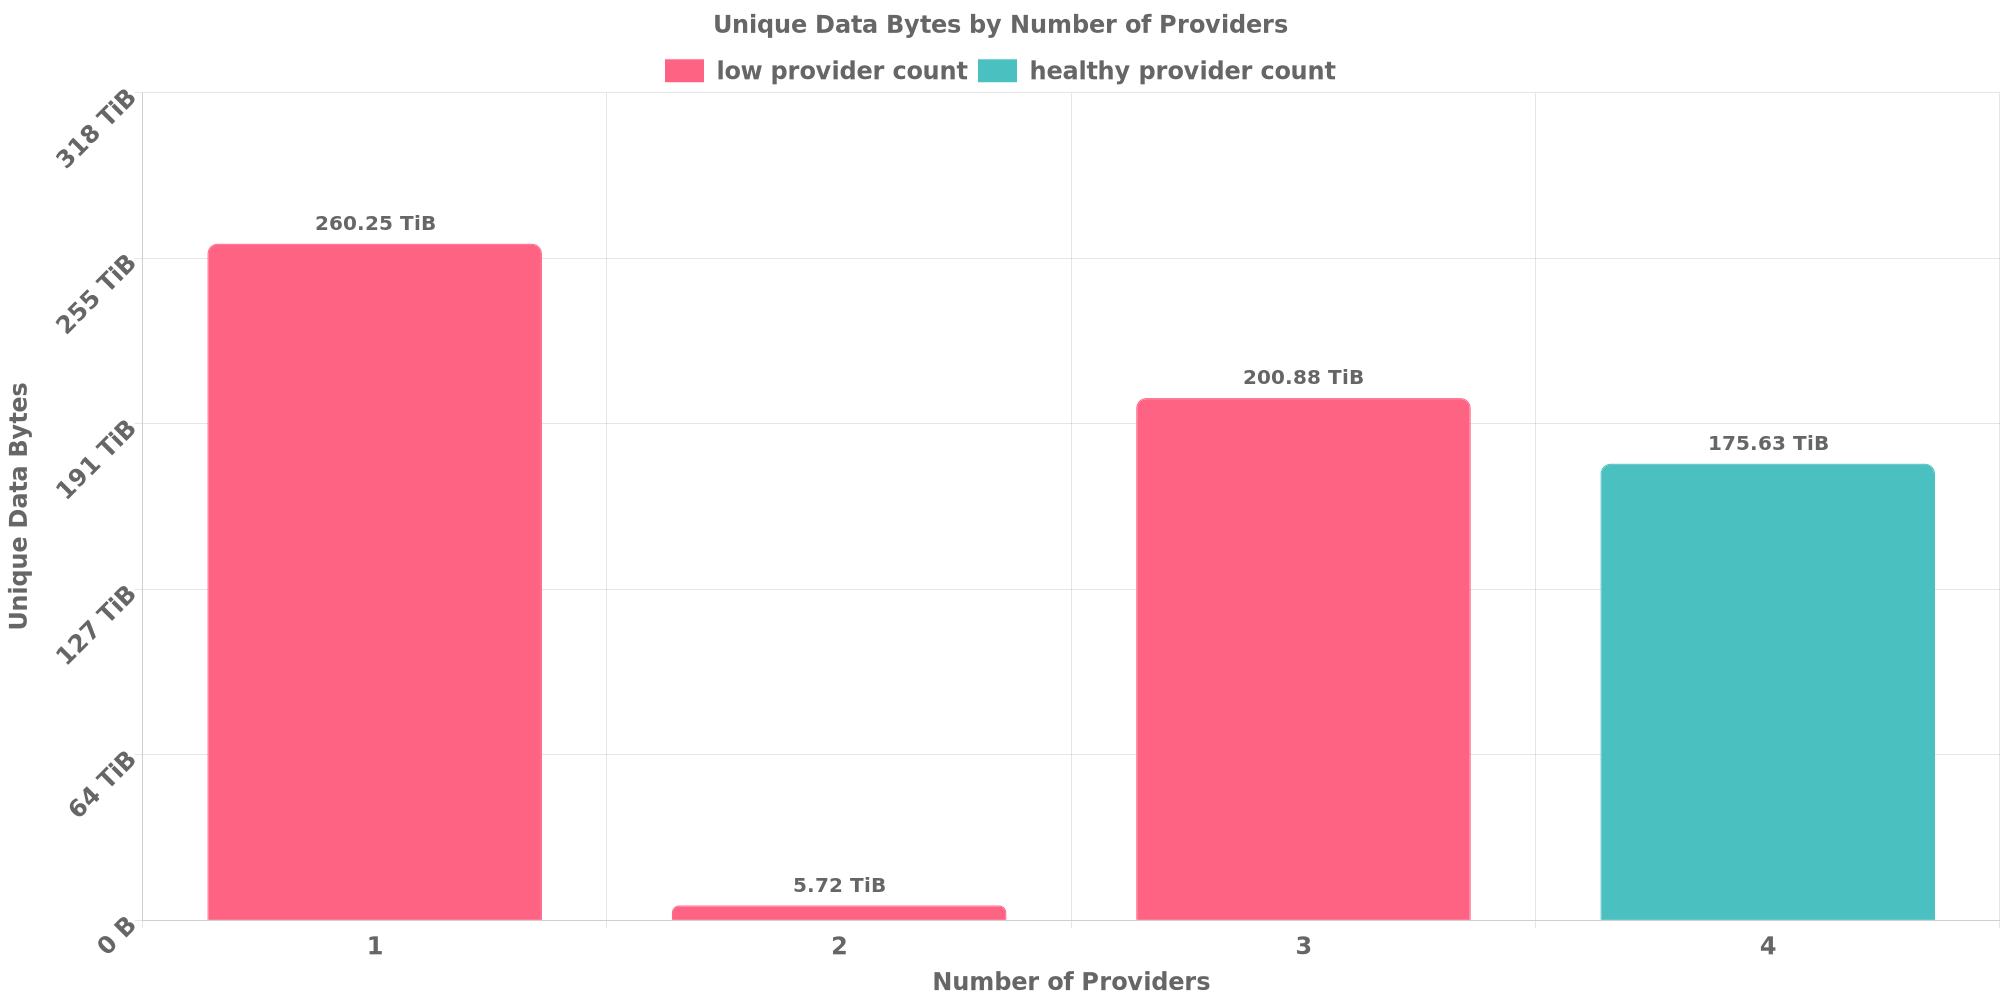 Unique Data Bytes by Number of Providers
low provider count
healthy provider count
318 TiB
255 TiB
191 TiB
127 TiB
64 TiB
0 B
Unique Data Bytes
260.25 TiB
5.72 TiB
200.88 TiB
175.63 TiB
1
2
3
4
Number of Providers